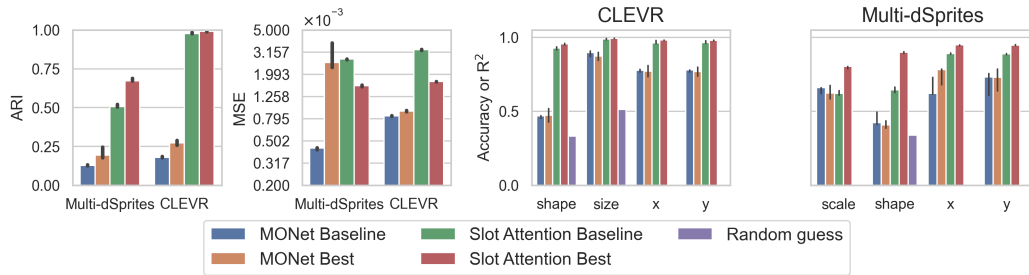 CLEVR
Multi-dSprites
×10⁻³
1.00
0.75
0.50
0.25
0.00
ARI
Multi-dSprites CLEVR
5.000
3.157
1.993
1.258
0.795
0.502
0.317
0.200
MSE
Multi-dSprites CLEVR
1.0
0.5
0.0
Accuracy or R²
shape size x y
scale shape x y
MONet Baseline
MONet Best
Slot Attention Baseline
Slot Attention Best
Random guess